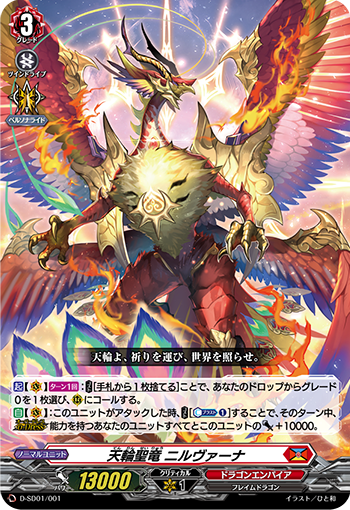 3
グレード
ツインドライブ
ペルソナライド
天輪よ、祈りを運び、世界を照らせ。
起【】ターン1回:[手札から1枚捨てる]ことで、あなたのドロップからグレード
0を1枚選び、にコールする。
自【】:このユニットがアタックした時、[]することで、そのターン中、
能力を持つあなたのユニットすべてとこのユニットのパワー+10000。
ノーマルユニット
天輪聖竜 ニルヴァーナ
パワー 13000
クリティカル
1
ドラゴンエンパイア
フレイムドラゴン
D-SD01/001
イラスト/ひと和